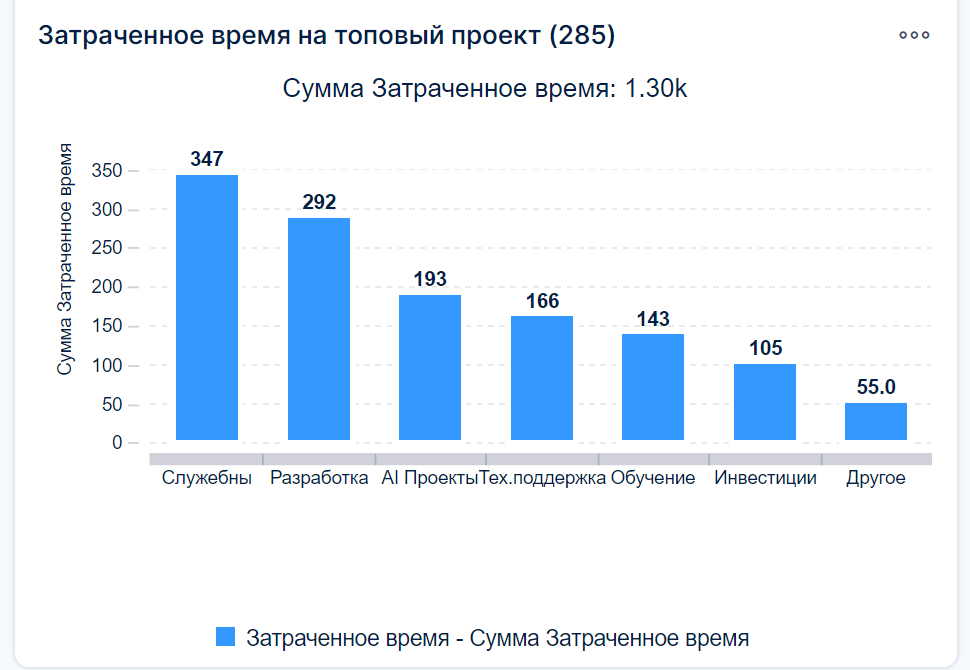 Затраченное время на топовый проект (285)
Сумма Затраченное время: 1.30k
Сумма Затраченное время
350
300
250
200
150
100
50
0
347
292
193
166
143
105
55.0
Служебны
Разработка
AI Проекты
Тех.поддержка
Обучение
Инвестиции
Другое
Затраченное время - Сумма Затраченное время